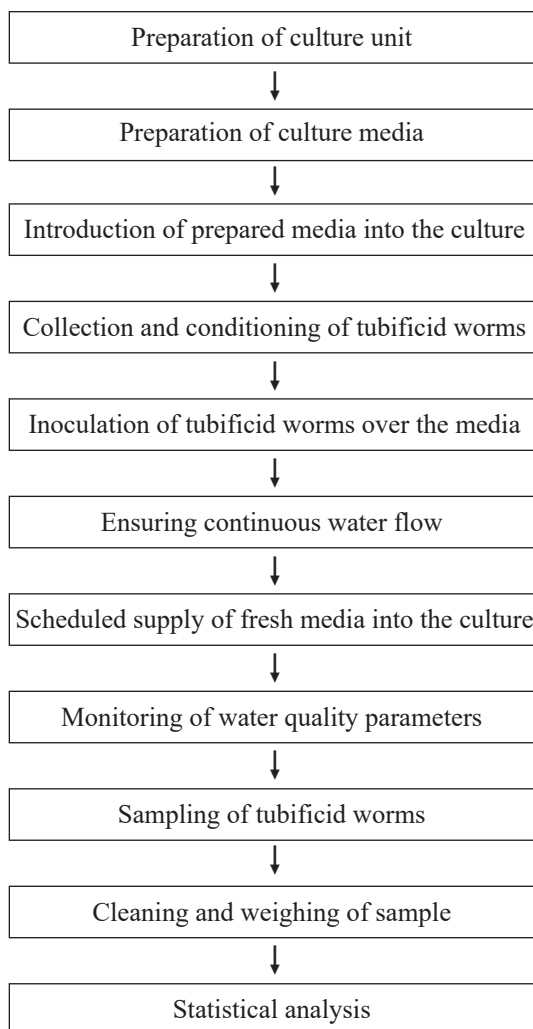 Preparation of culture unit
Preparation of culture media
Introduction of prepared media into the culture
Collection and conditioning of tubificid worms
Inoculation of tubificid worms over the media
Ensuring continuous water flow
Scheduled supply of fresh media into the culture
Monitoring of water quality parameters
Sampling of tubificid worms
Cleaning and weighing of sample
Statistical analysis